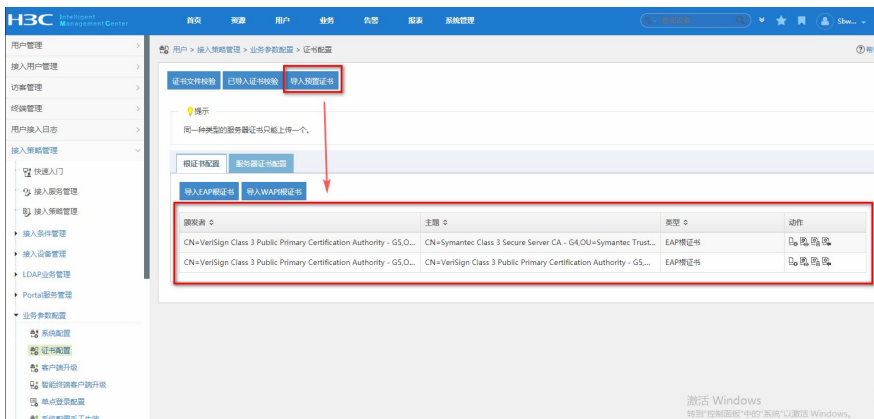 H3C Intelligent Management Center
首页 资源 用户 业务 告警 报表 系统管理
Sbw...
用户管理
接入用户管理
访客管理
终端管理
用户接入日志
接入策略管理
快速入门
接入服务管理
接入策略管理
接入条件管理
接入设备管理
LDAP业务管理
Portal服务管理
业务参数配置
系统配置
证书配置
客户端升级
智能终端客户端升级
单点登录配置
用户 > 接入策略管理 > 业务参数配置 > 证书配置
证书文件校验 已导入证书校验 导入预置证书
提示
同一种类型的服务器证书只能上传一个。
根证书配置 服务器证书配置
导入EAP根证书 导入WAPI根证书
颁发者 主题 类型 动作
CN=VeriSign Class 3 Public Primary Certification Authority - G5,O... CN=Symantec Class 3 Secure Server CA - G4,OU=Symantec Trust... EAP根证书
CN=VeriSign Class 3 Public Primary Certification Authority - G5,O... CN=VeriSign Class 3 Public Primary Certification Authority - G5,... EAP根证书
激活 Windows
转到"控制面板"中的"系统"以激活 Windows。